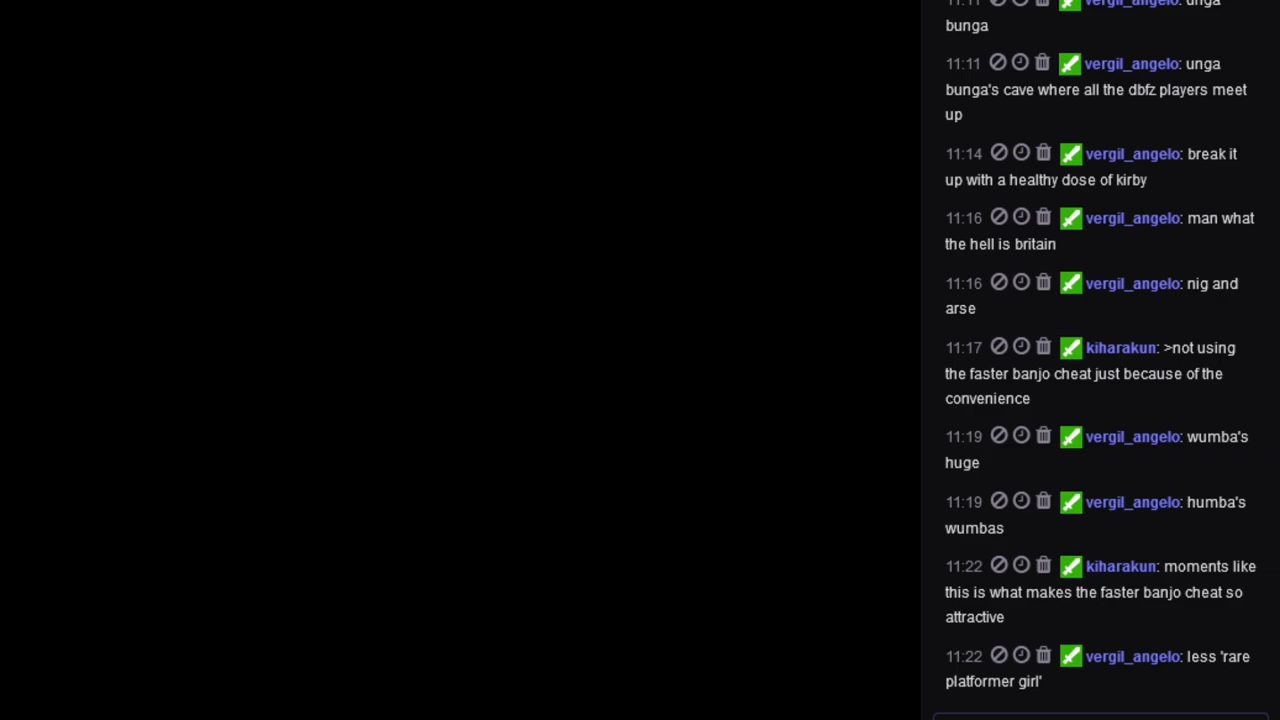 11:11 vergil_angelo: unga
bunga
11:11 vergil_angelo: unga
bunga's cave where all the dbfz players meet
up
11:14 vergil_angelo: break it
up with a healthy dose of kirby
11:16 vergil_angelo: man what
the hell is britain
11:16 vergil_angelo: nig and
arse
11:17 kiharakun: >not using
the faster banjo cheat just because of the
convenience
11:19 vergil_angelo: wumba's
huge
11:19 vergil_angelo: humba's
wumbas
11:22 kiharakun: moments like
this is what makes the faster banjo cheat so
attractive
11:22 vergil_angelo: less 'rare
platformer girl'